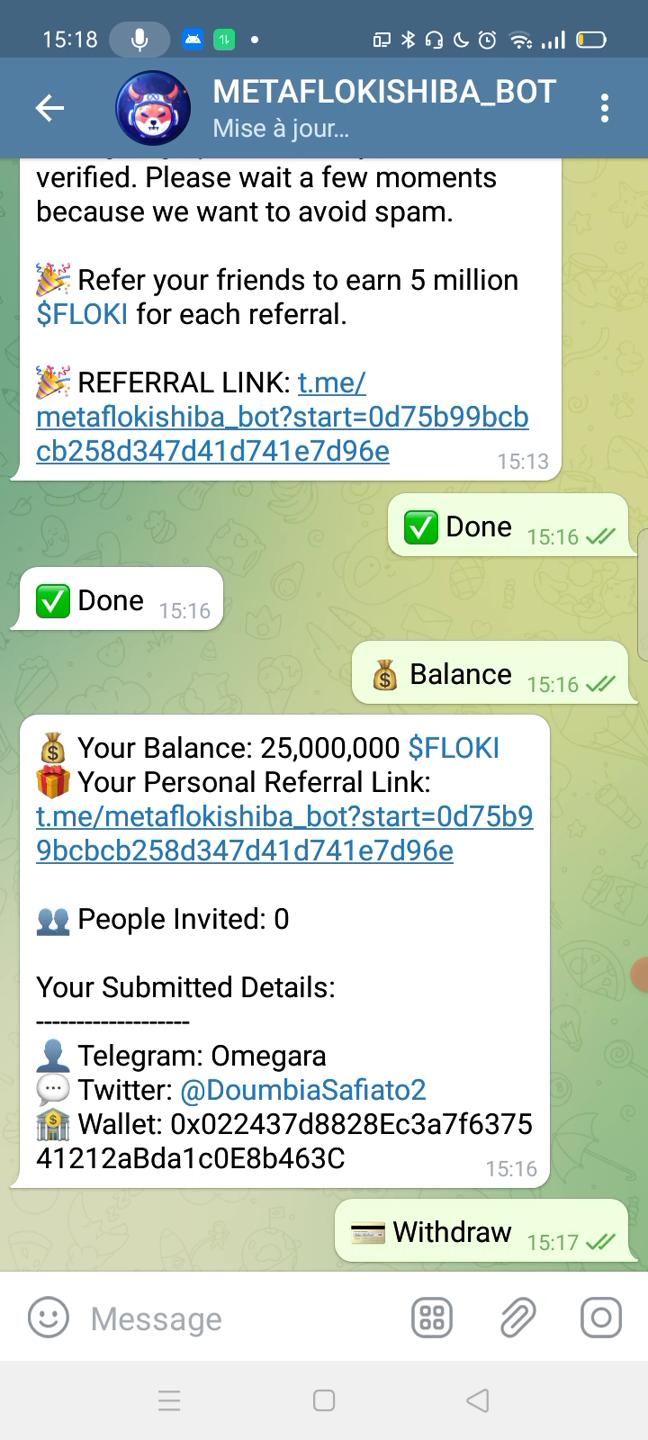 15:18
METAFLOKISHIBA_BOT
Mise à jour...
verified. Please wait a few moments
because we want to avoid spam.
🎉 Refer your friends to earn 5 million
$FLOKI for each referral.
🎉 REFERRAL LINK: t.me/
metaflokishiba_bot?start=0d75b99bcb
cb258d347d41d741e7d96e
15:13
✅ Done 15:16
✅ Done 15:16
💰 Balance 15:16
💰 Your Balance: 25,000,000 $FLOKI
🎁 Your Personal Referral Link:
t.me/metaflokishiba_bot?start=0d75b9
9bcbcb258d347d41d741e7d96e
👥 People Invited: 0
Your Submitted Details:
-------------------
👤 Telegram: Omegara
💬 Twitter: @DoumbiaSafiato2
🏦 Wallet: 0x022437d8828Ec3a7f6375
41212aBda1c0E8b463C
15:16
💳 Withdraw 15:17
Message